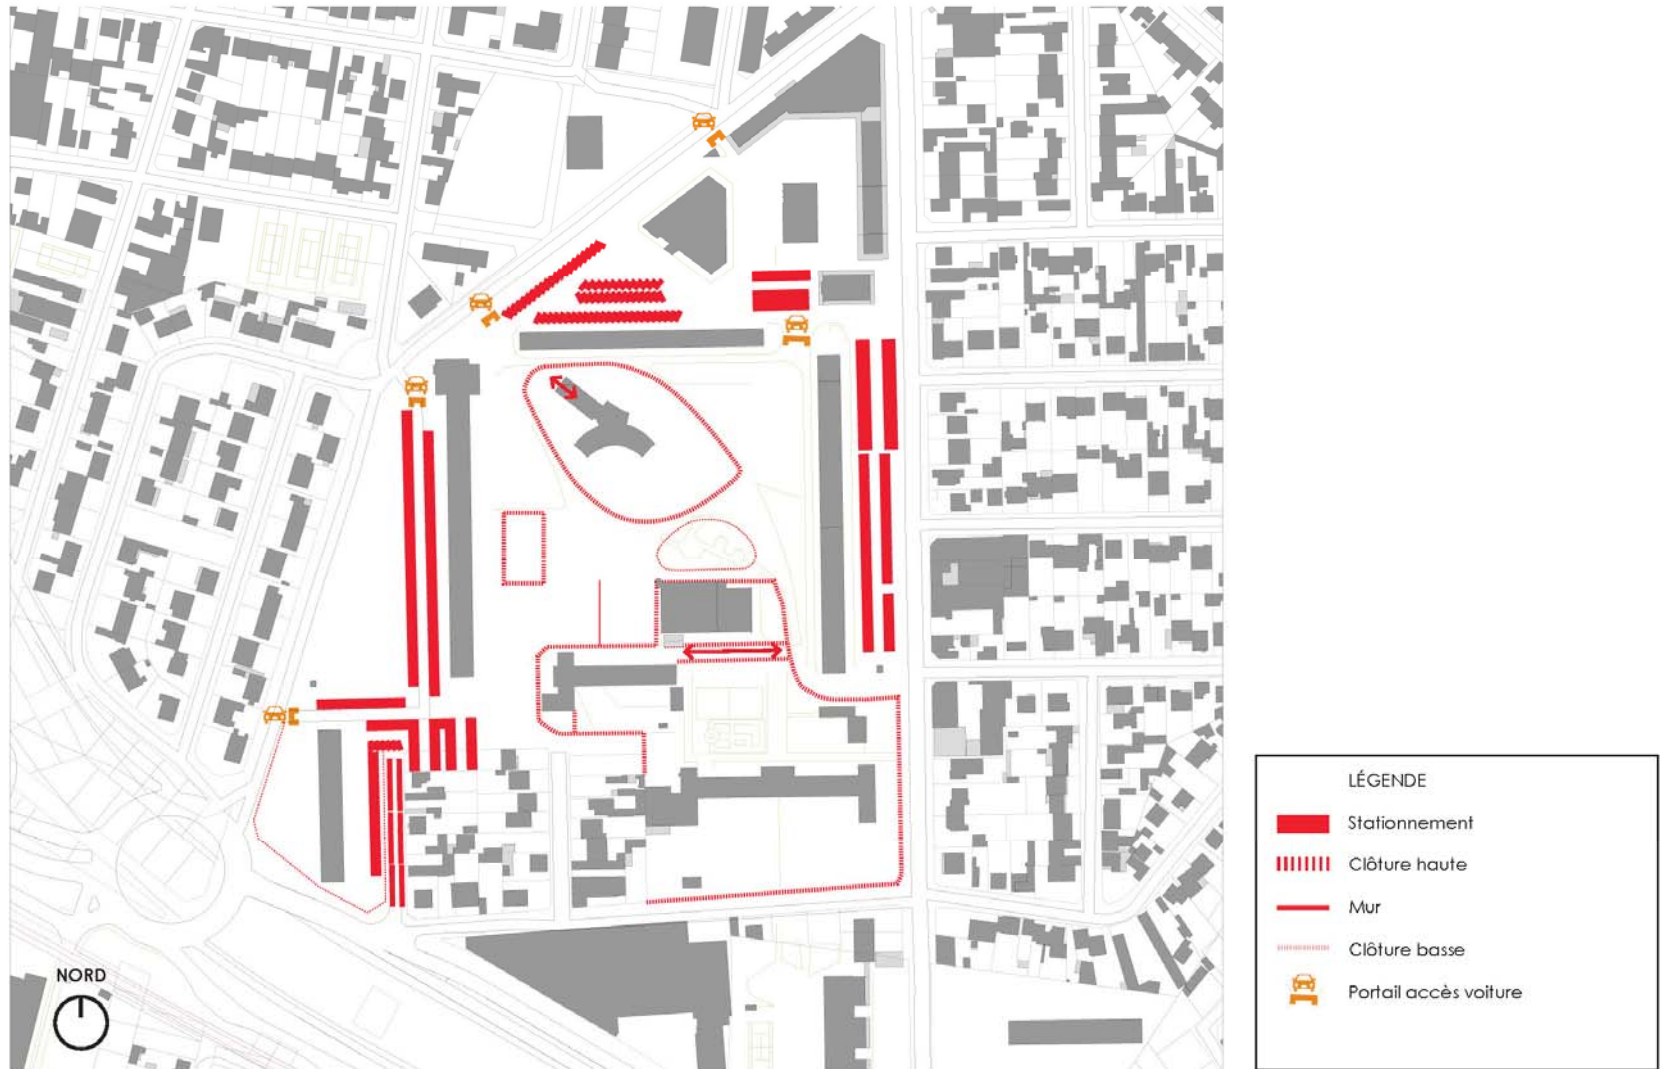 NORD
LÉGENDE
Stationnement
Clôture haute
Mur
Clôture basse
Portail accès voiture